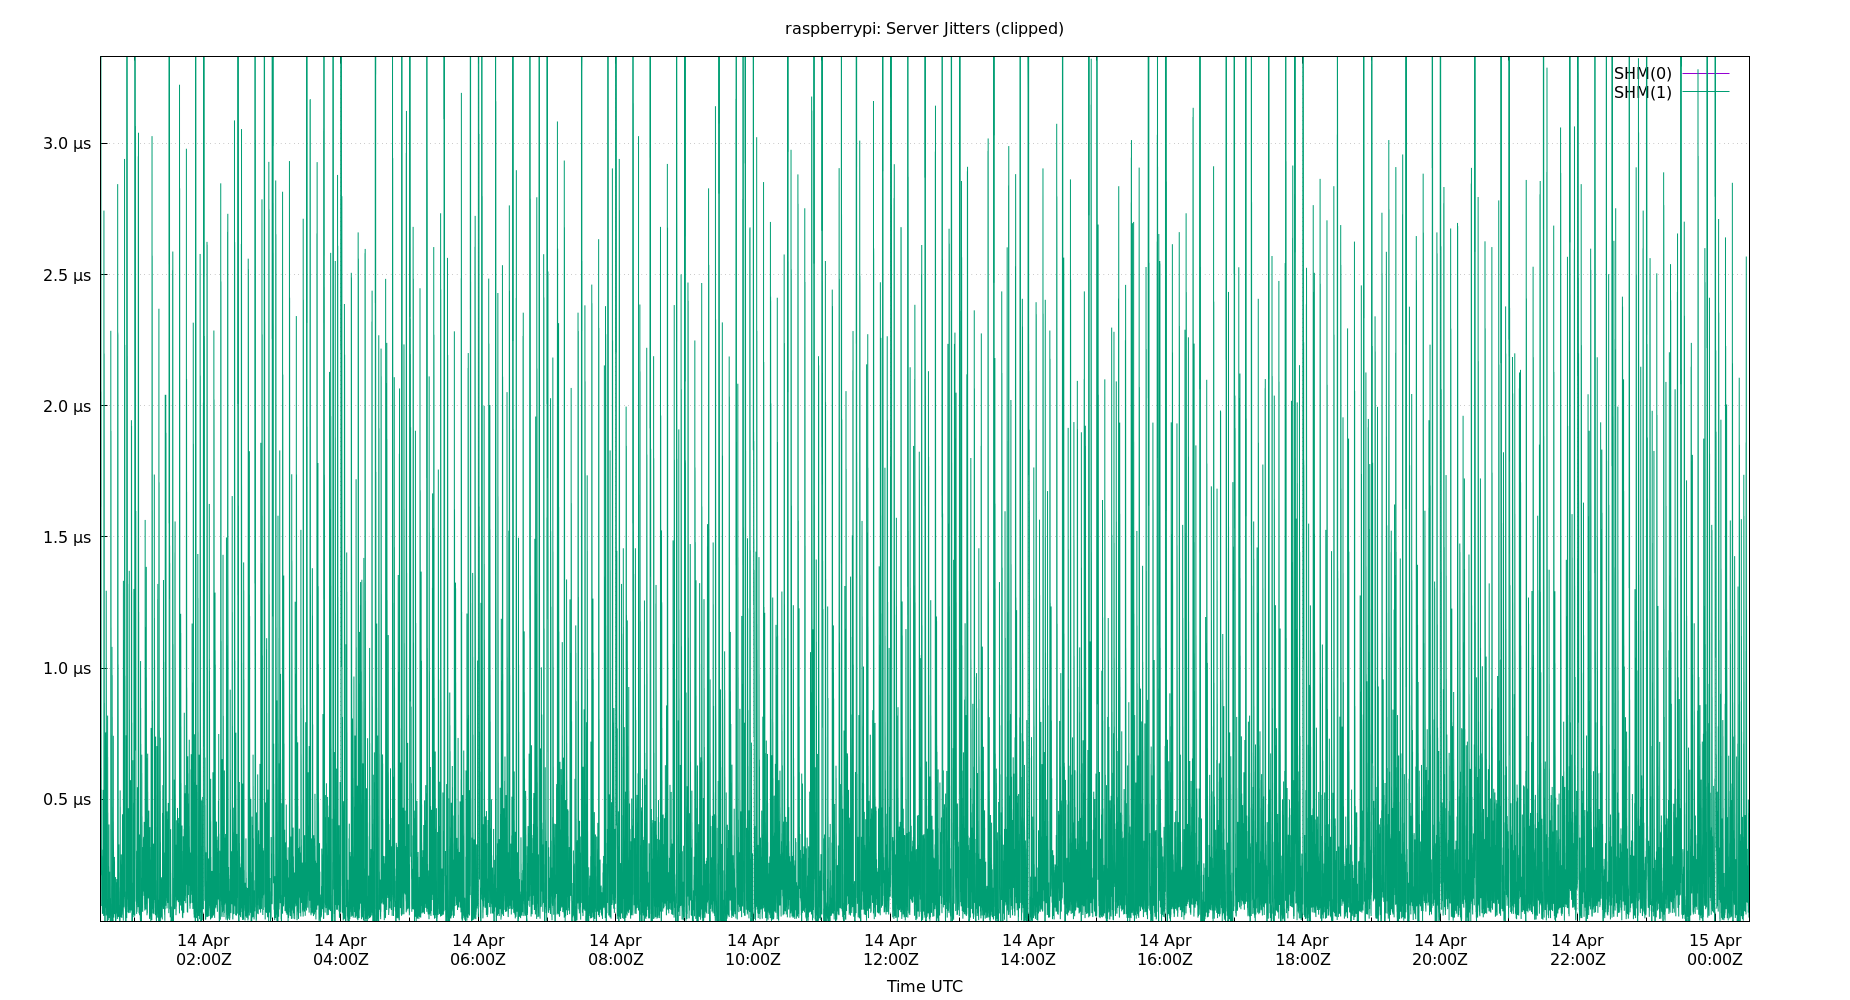 raspberrypi: Server Jitters (clipped)
SHM(0)
SHM(1)
3.0 µs
2.5 µs
2.0 µs
1.5 µs
1.0 µs
0.5 µs
14 Apr 14 Apr 14 Apr 14 Apr 14 Apr 14 Apr 14 Apr 14 Apr 14 Apr 14 Apr 14 Apr 15 Apr
02:00Z 04:00Z 06:00Z 08:00Z 10:00Z 12:00Z 14:00Z 16:00Z 18:00Z 20:00Z 22:00Z 00:00Z
Time UTC